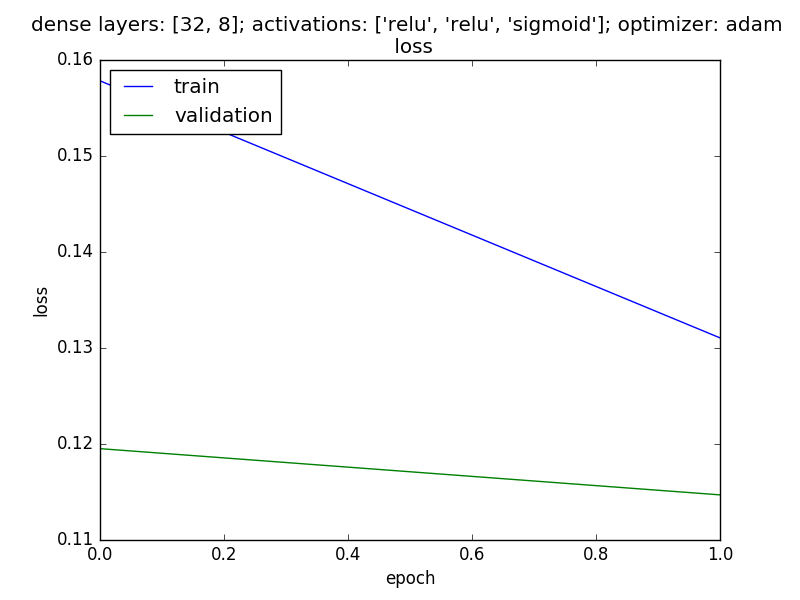 dense layers: [32, 8]; activations: ['relu', 'relu', 'sigmoid']; optimizer: adam
loss
train
validation
0.16
0.15
0.14
0.13
0.12
0.11
loss
0.0 0.2 0.4 0.6 0.8 1.0
epoch